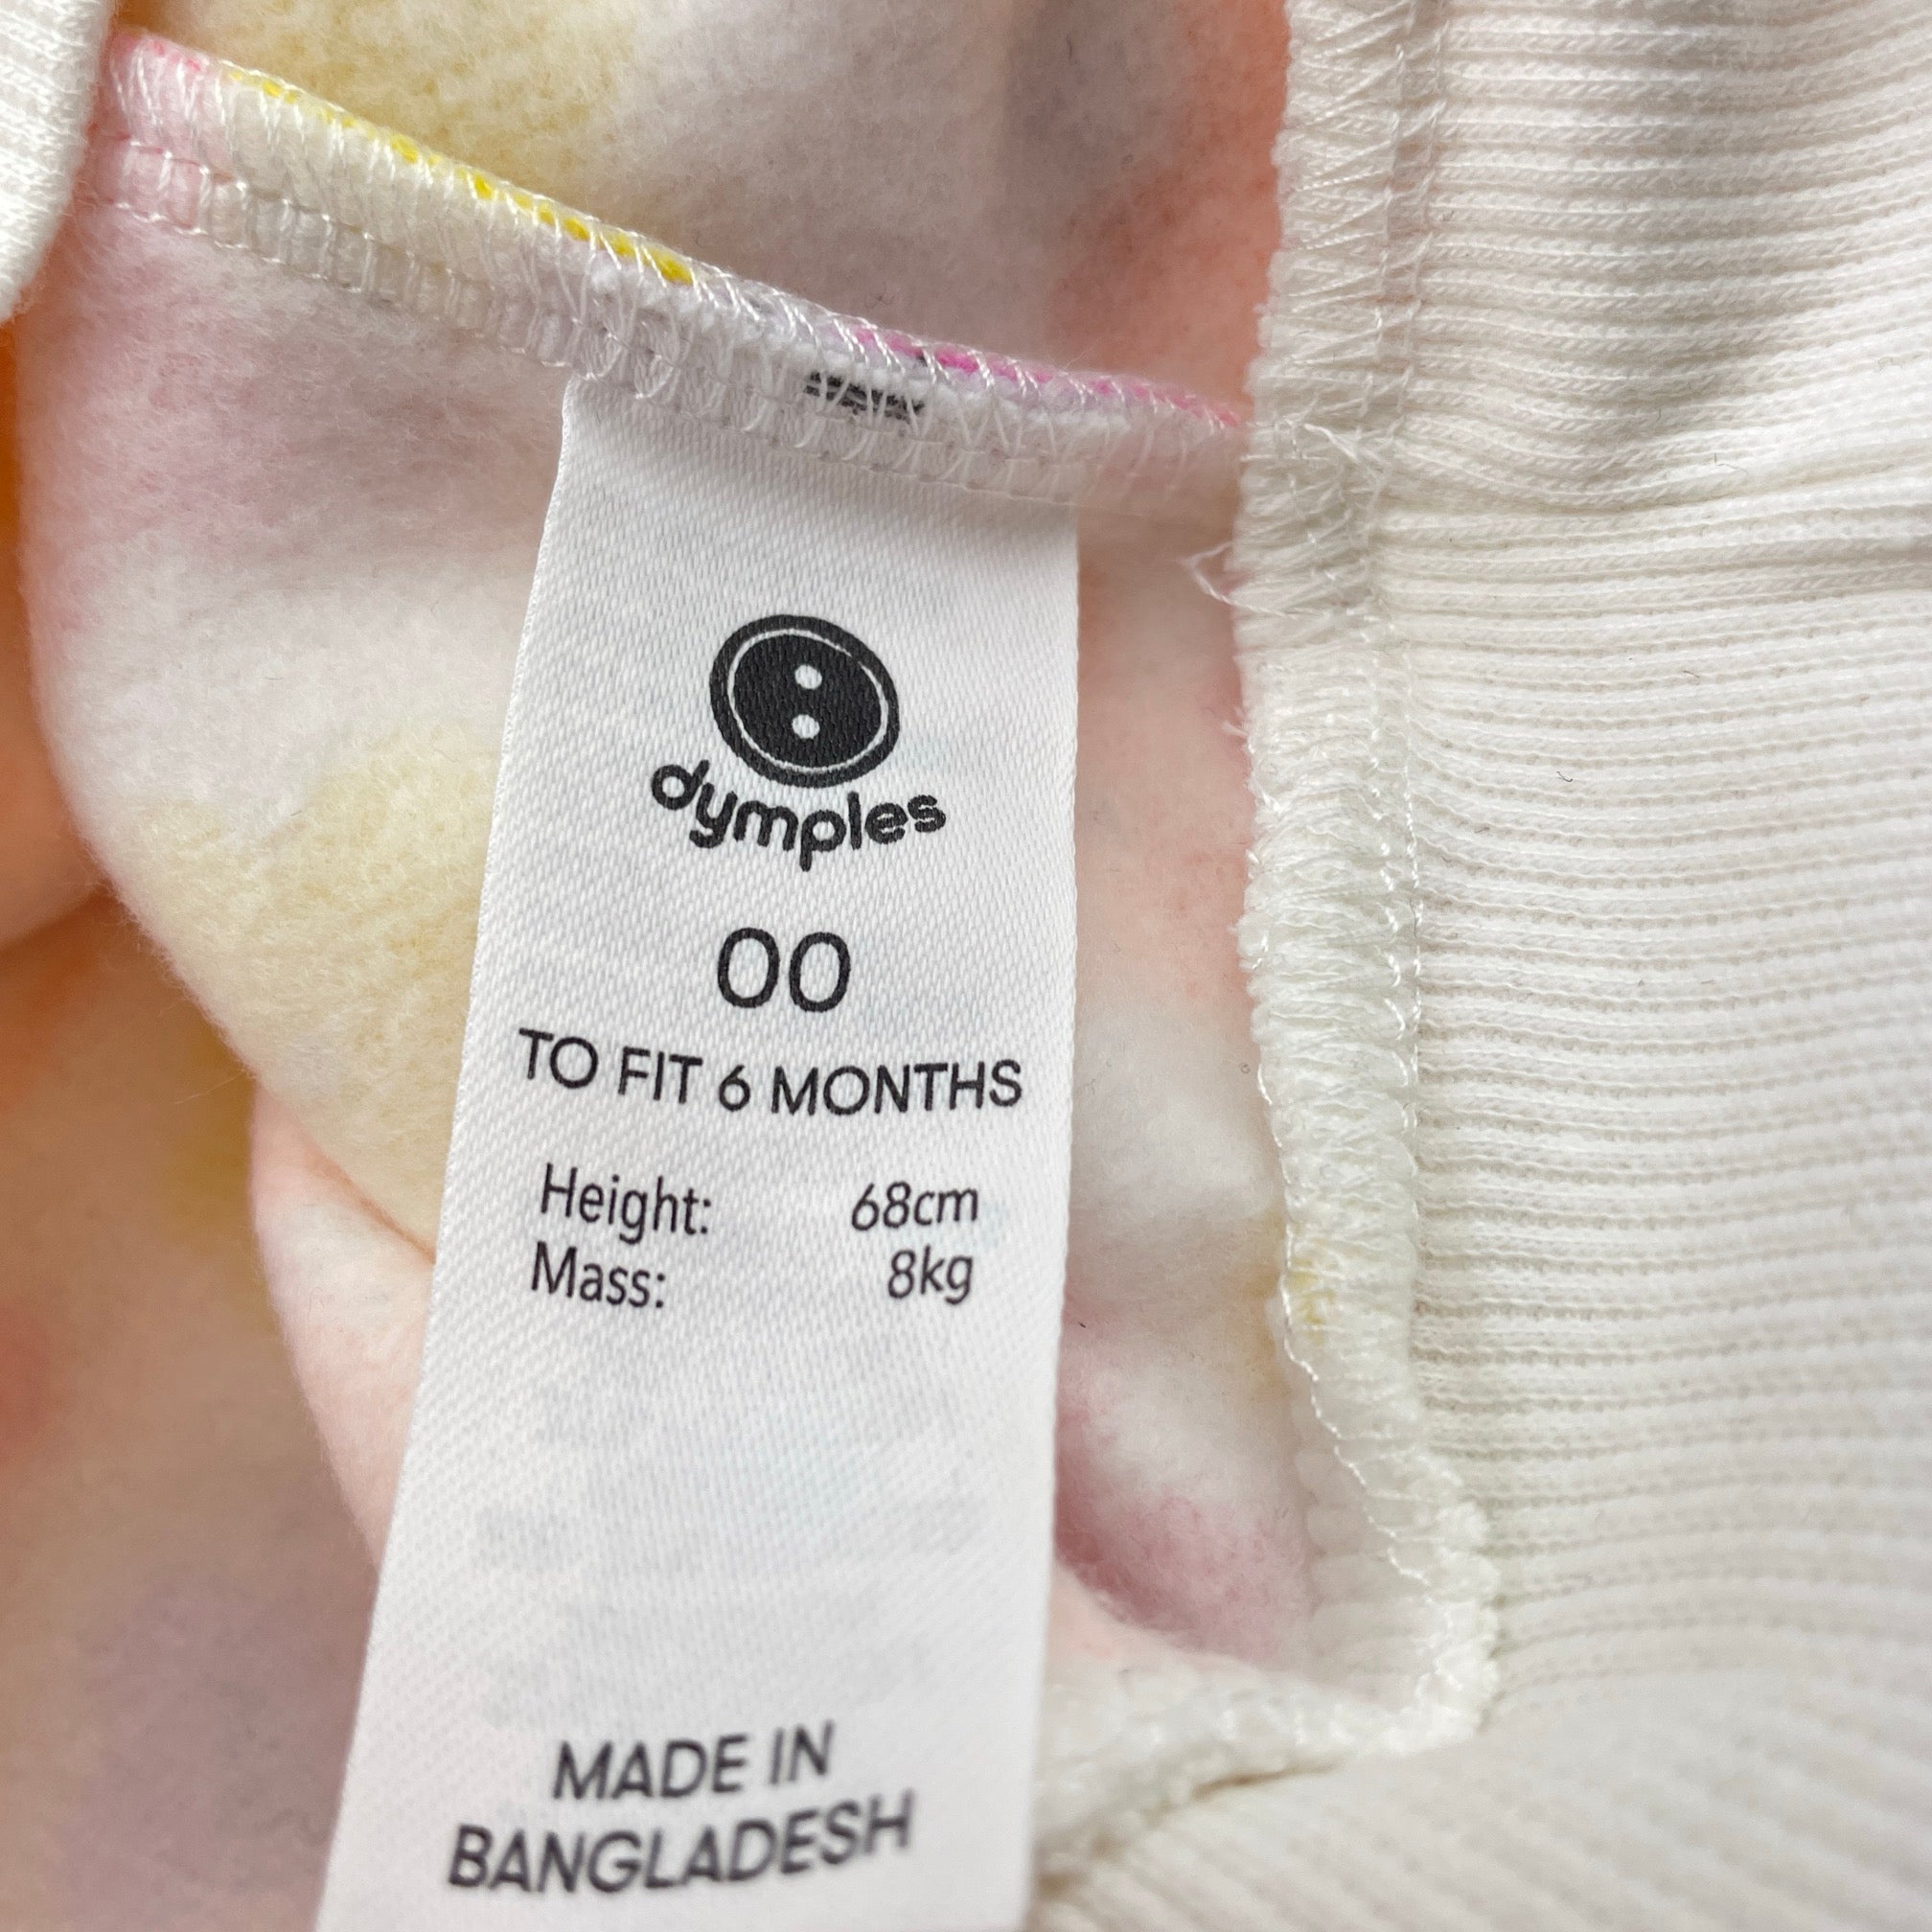 dymples
00
TO FIT 6 MONTHS
Height: 68cm
Mass: 8kg
MADE IN
BANGLADESH